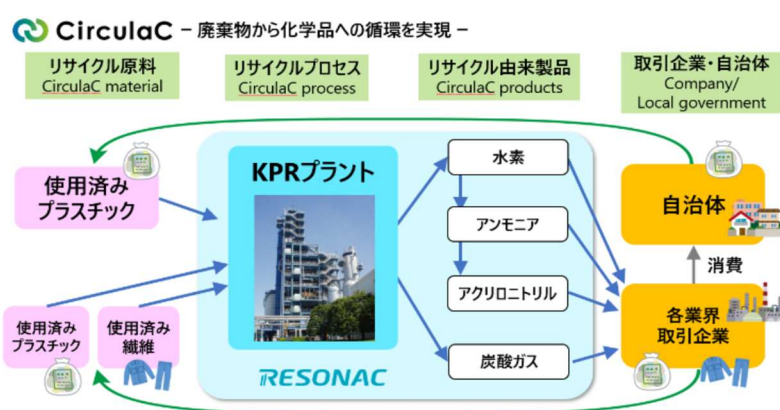 CirculaC － 廃棄物から化学品への循環を実現 －
リサイクル原料
CirculaC material
リサイクルプロセス
CirculaC process
リサイクル由来製品
CirculaC products
取引企業・自治体
Company/
Local government
使用済み
プラスチック
KPRプラント
水素
アンモニア
アクリロニトリル
炭酸ガス
自治体
消費
各業界
取引企業
使用済み
プラスチック
使用済み
繊維
RESONAC